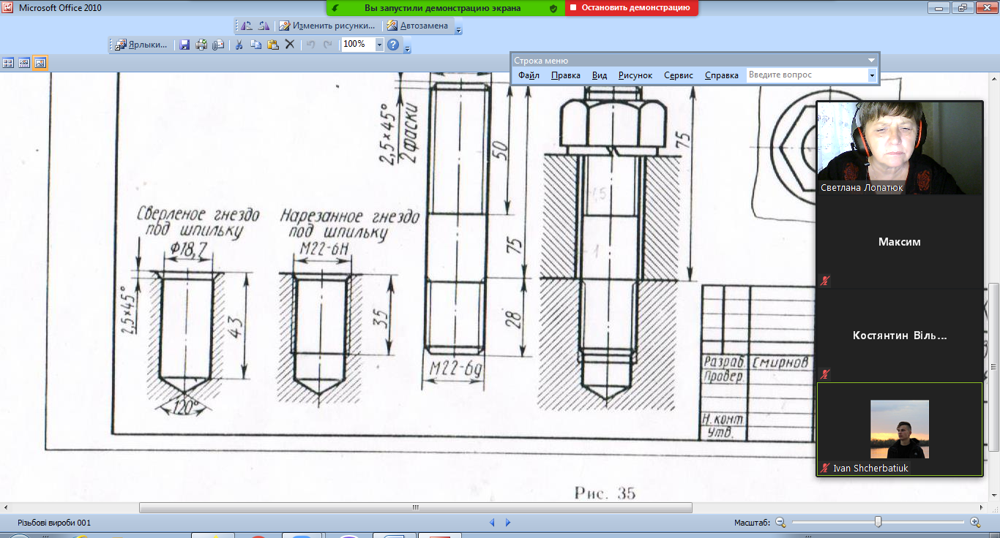 Microsoft Office 2010
Вы запустили демонстрацию экрана
Остановить демонстрацию
Изменить рисунки...
Автозамена
Ярлыки...
100%
Строка меню
Файл Правка Вид Рисунок Сервис Справка
Введите вопрос
2,5×45°
2 фаски
50
75
28
М22-6g
75
Сверленое гнездо
под шпильку
Ф18,7
2,5×45°
43
120°
Нарезанное гнездо
под шпильку
М22-6Н
35
Разраб. Смирнов
Провер.
Н.конт
Утв.
Рис. 35
Светлана Лопатюк
Максим
Костянтин Віль...
Ivan Shcherbatiuk
Різьбові вироби 001
Масштаб: